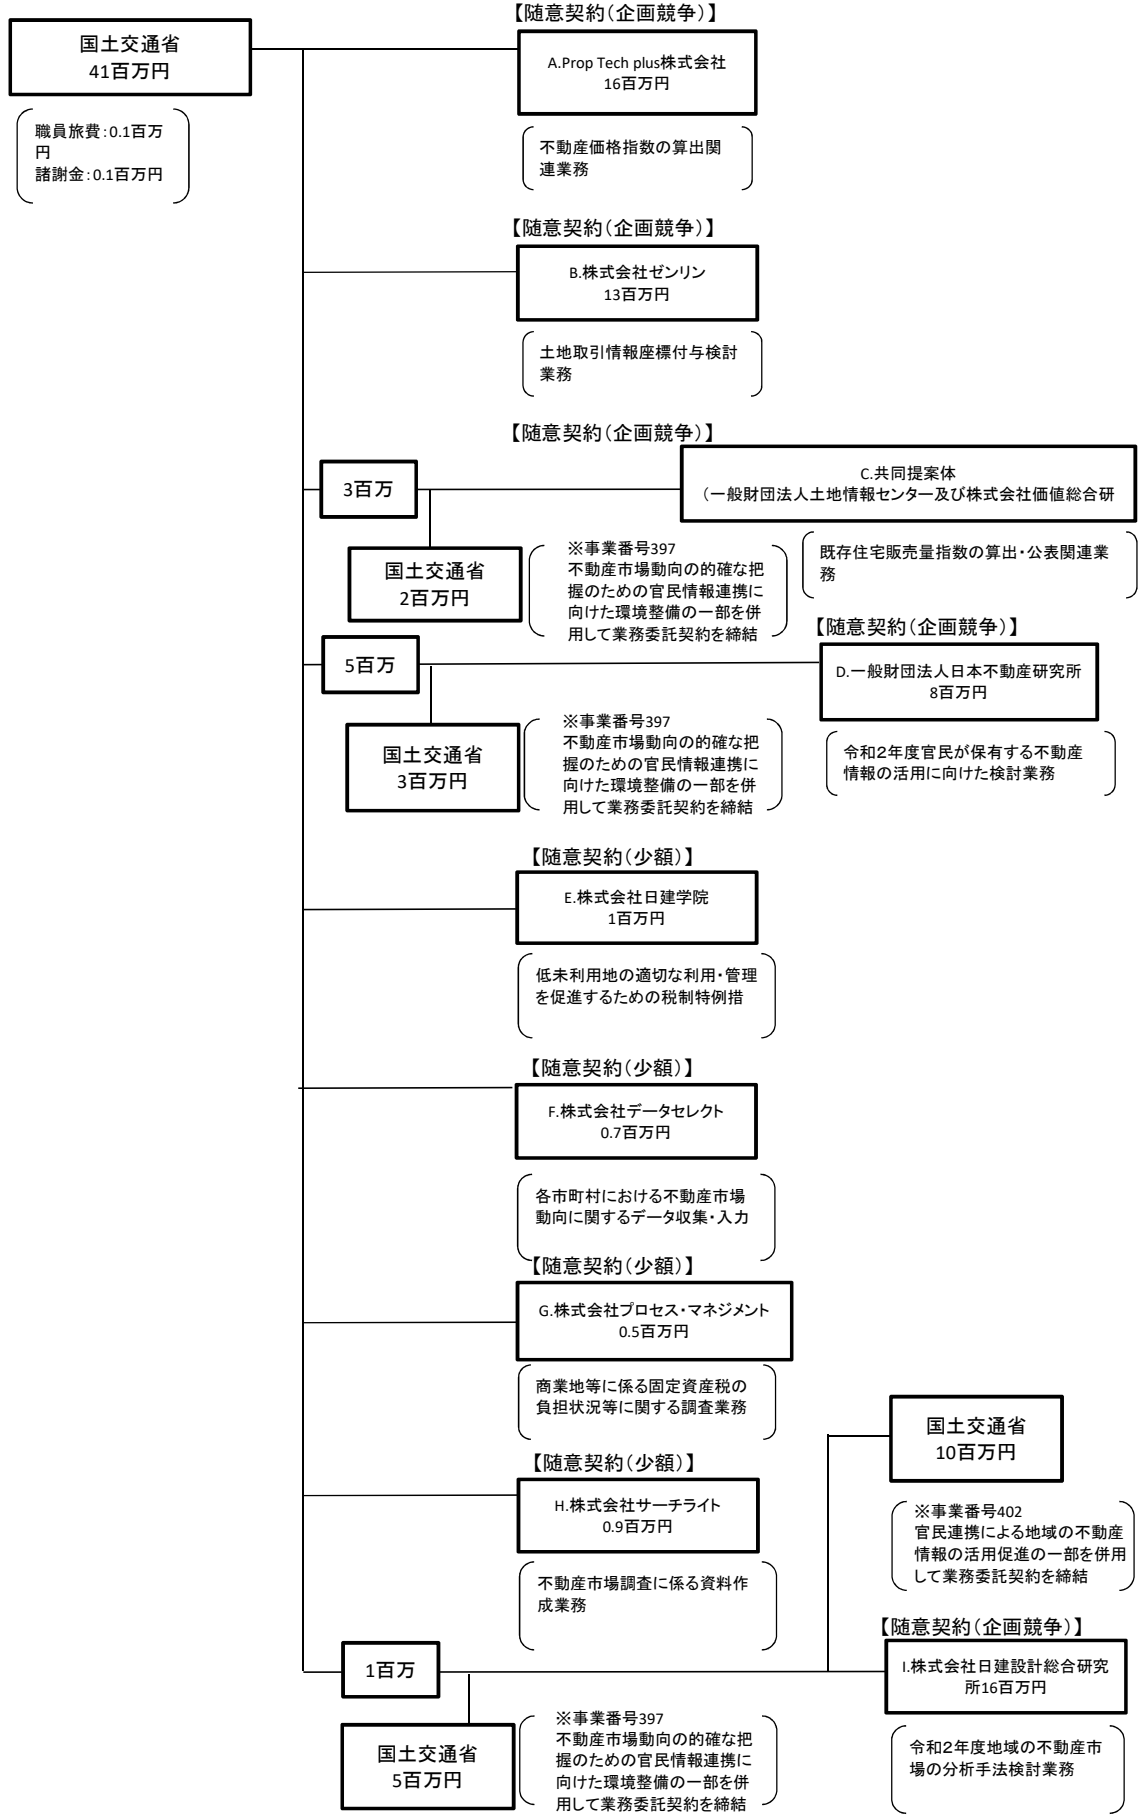 国土交通省
41百万円
職員旅費：0.1百万
円
諸謝金：0.1百万円
【随意契約（企画競争）】
A.Prop Tech plus株式会社
16百万円
不動産価格指数の算出関
連業務
【随意契約（企画競争）】
B.株式会社ゼンリン
13百万円
土地取引情報座標付与検討
業務
【随意契約（企画競争）】
3百万
C.共同提案体
（一般財団法人土地情報センター及び株式会社価値総合研
国土交通省
2百万円
※事業番号397
不動産市場動向の的確な把
握のための官民情報連携に
向けた環境整備の一部を併
用して業務委託契約を締結
既存住宅販売量指数の算出・公表関連業
務
【随意契約（企画競争）】
5百万
D.一般財団法人日本不動産研究所
8百万円
国土交通省
3百万円
※事業番号397
不動産市場動向の的確な把
握のための官民情報連携に
向けた環境整備の一部を併
用して業務委託契約を締結
令和２年度官民が保有する不動産
情報の活用に向けた検討業務
【随意契約（少額）】
E.株式会社日建学院
1百万円
低未利用地の適切な利用・管理
を促進するための税制特例措
【随意契約（少額）】
F.株式会社データセレクト
0.7百万円
各市町村における不動産市場
動向に関するデータ収集・入力
【随意契約（少額）】
G.株式会社プロセス・マネジメント
0.5百万円
商業地等に係る固定資産税の
負担状況等に関する調査業務
【随意契約（少額）】
H.株式会社サーチライト
0.9百万円
不動産市場調査に係る資料作
成業務
国土交通省
10百万円
※事業番号402
官民連携による地域の不動産
情報の活用促進の一部を併用
して業務委託契約を締結
【随意契約（企画競争）】
1百万
I.株式会社日建設計総合研究
所16百万円
国土交通省
5百万円
※事業番号397
不動産市場動向の的確な把
握のための官民情報連携に
向けた環境整備の一部を併
用して業務委託契約を締結
令和２年度地域の不動産市
場の分析手法検討業務